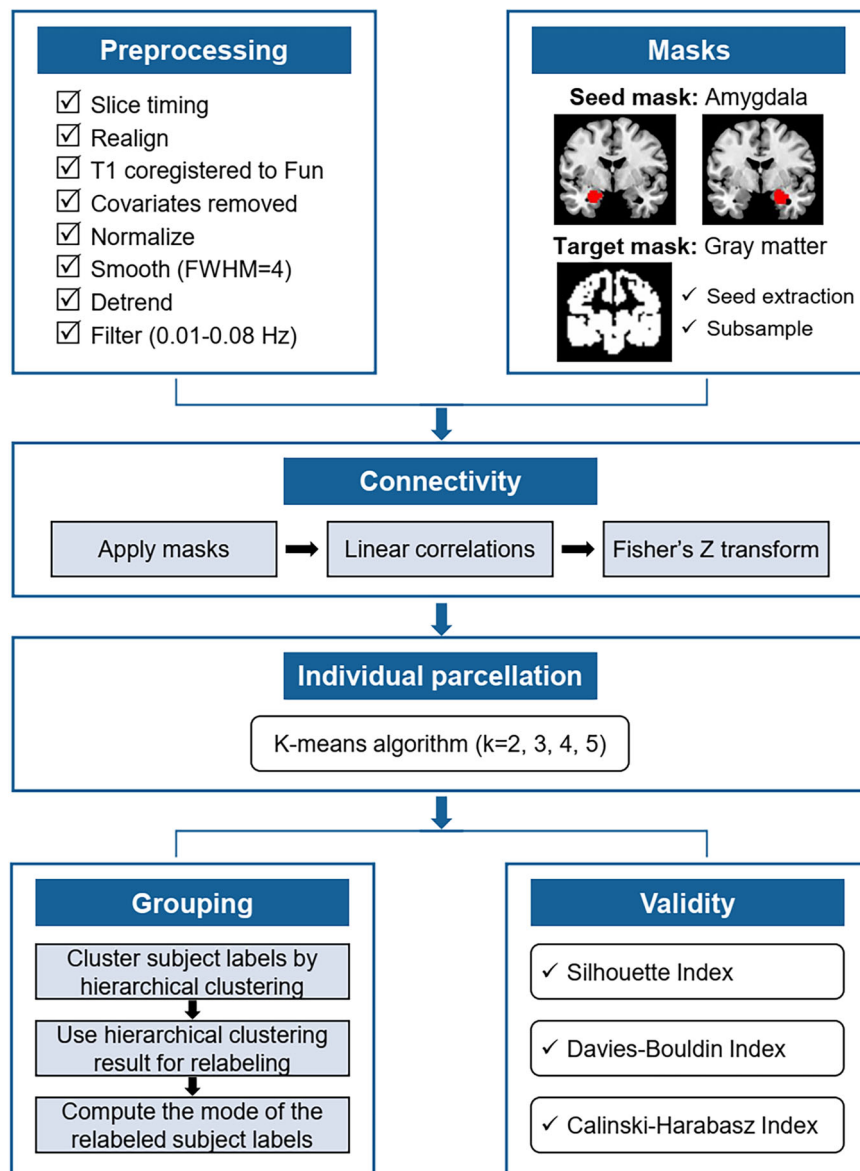 Preprocessing
Slice timing
Realign
T1 coregistered to Fun
Covariates removed
Normalize
Smooth (FWHM=4)
Detrend
Filter (0.01-0.08 Hz)
Masks
Seed mask: Amygdala
Target mask: Gray matter
✓ Seed extraction
✓ Subsample
Connectivity
Apply masks
Linear correlations
Fisher's Z transform
Individual parcellation
K-means algorithm (k=2, 3, 4, 5)
Grouping
Cluster subject labels by
hierarchical clustering
Use hierarchical clustering
result for relabeling
Compute the mode of the
relabeled subject labels
Validity
✓ Silhouette Index
✓ Davies-Bouldin Index
✓ Calinski-Harabasz Index